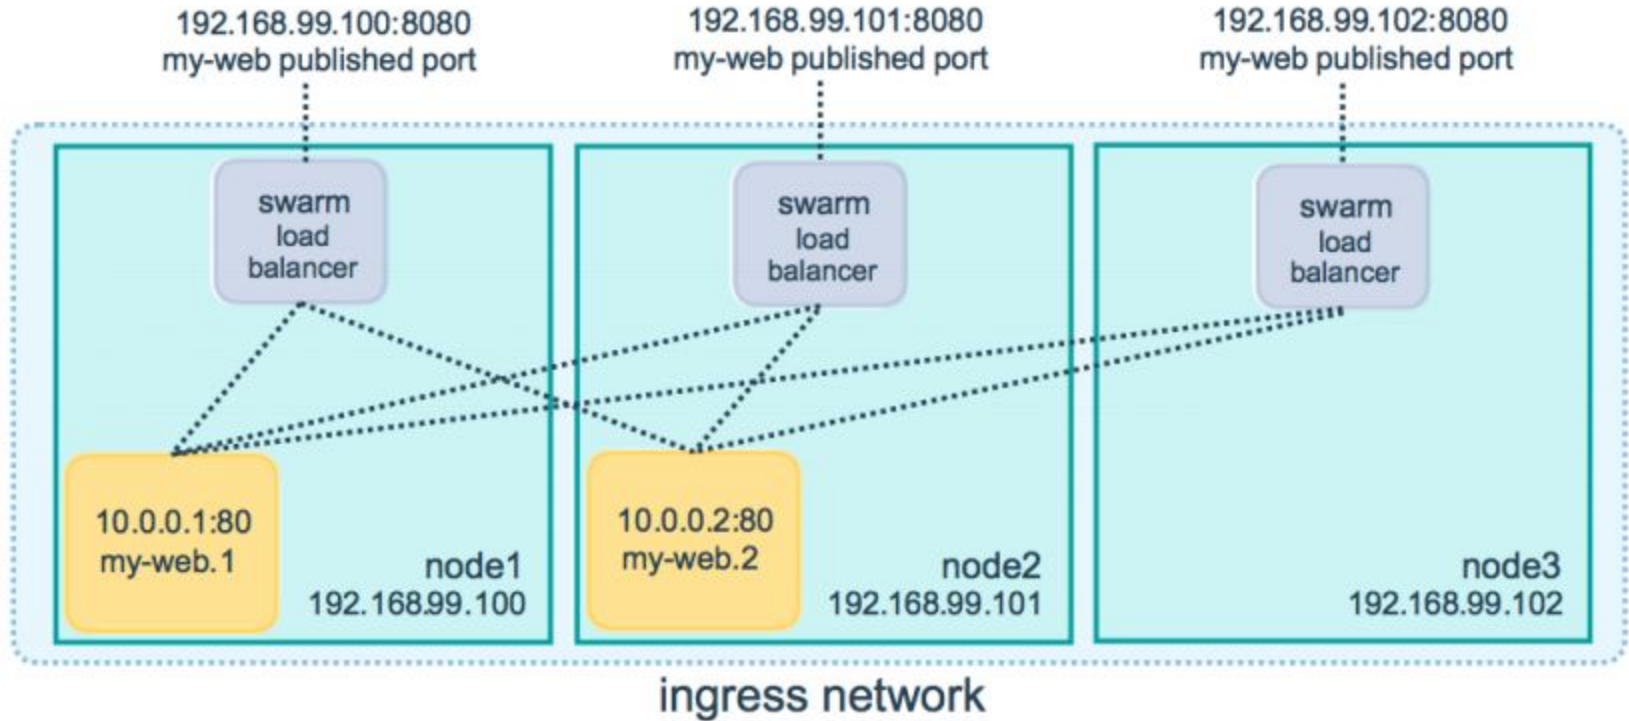 192.168.99.100:8080
my-web published port
192.168.99.101:8080
my-web published port
192.168.99.102:8080
my-web published port
swarm
load
balancer
swarm
load
balancer
swarm
load
balancer
10.0.0.1:80
my-web.1
node1
192.168.99.100
10.0.0.2:80
my-web.2
node2
192.168.99.101
node3
192.168.99.102
ingress network